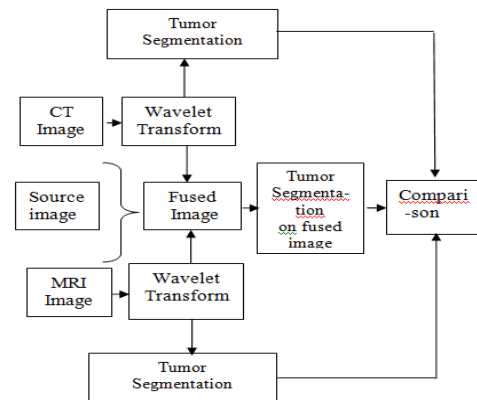 Tumor
Segmentation
CT
Image
Wavelet
Transform
Source
image
Fused
Image
Tumor
Segmenta-
tion
on fused
image
Compari
-son
MRI
Image
Wavelet
Transform
Tumor
Segmentation